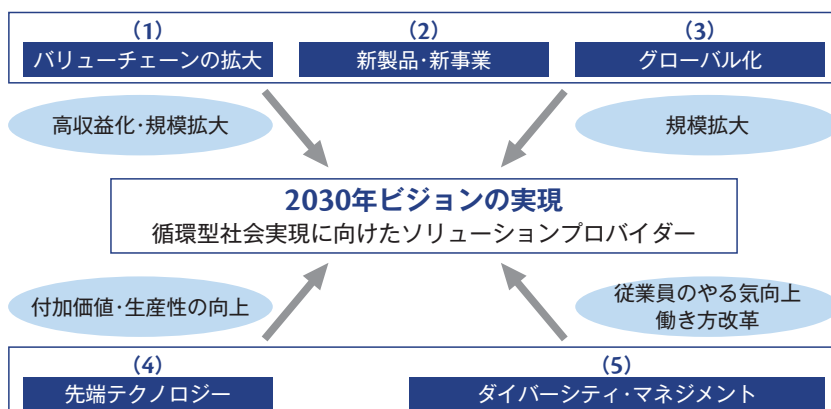 (1)
バリューチェーンの拡大
(2)
新製品・新事業
(3)
グローバル化
高収益化・規模拡大
規模拡大
2030年ビジョンの実現
循環型社会実現に向けたソリューションプロバイダー
付加価値・生産性の向上
従業員のやる気向上
働き方改革
(4)
先端テクノロジー
(5)
ダイバーシティ・マネジメント